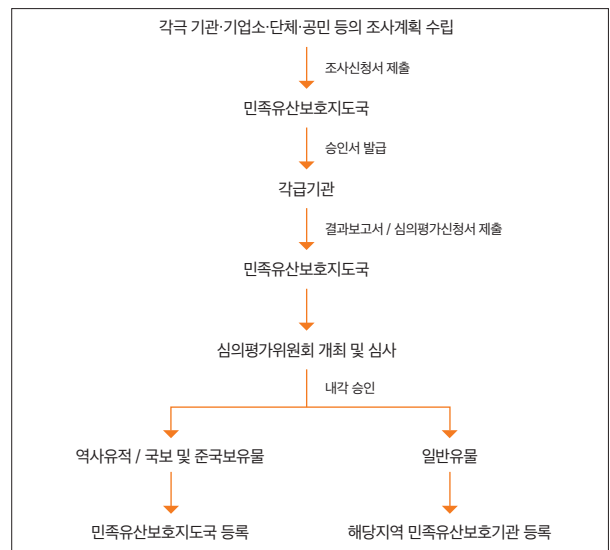 각극 기관·기업소·단체·공민 등의 조사계획 수립
조사신청서 제출
민족유산보호지도국
승인서 발급
각급기관
결과보고서 / 심의평가신청서 제출
민족유산보호지도국
심의평가위원회 개최 및 심사
내각 승인
역사유적 / 국보 및 준국보유물
일반유물
민족유산보호지도국 등록
해당지역 민족유산보호기관 등록